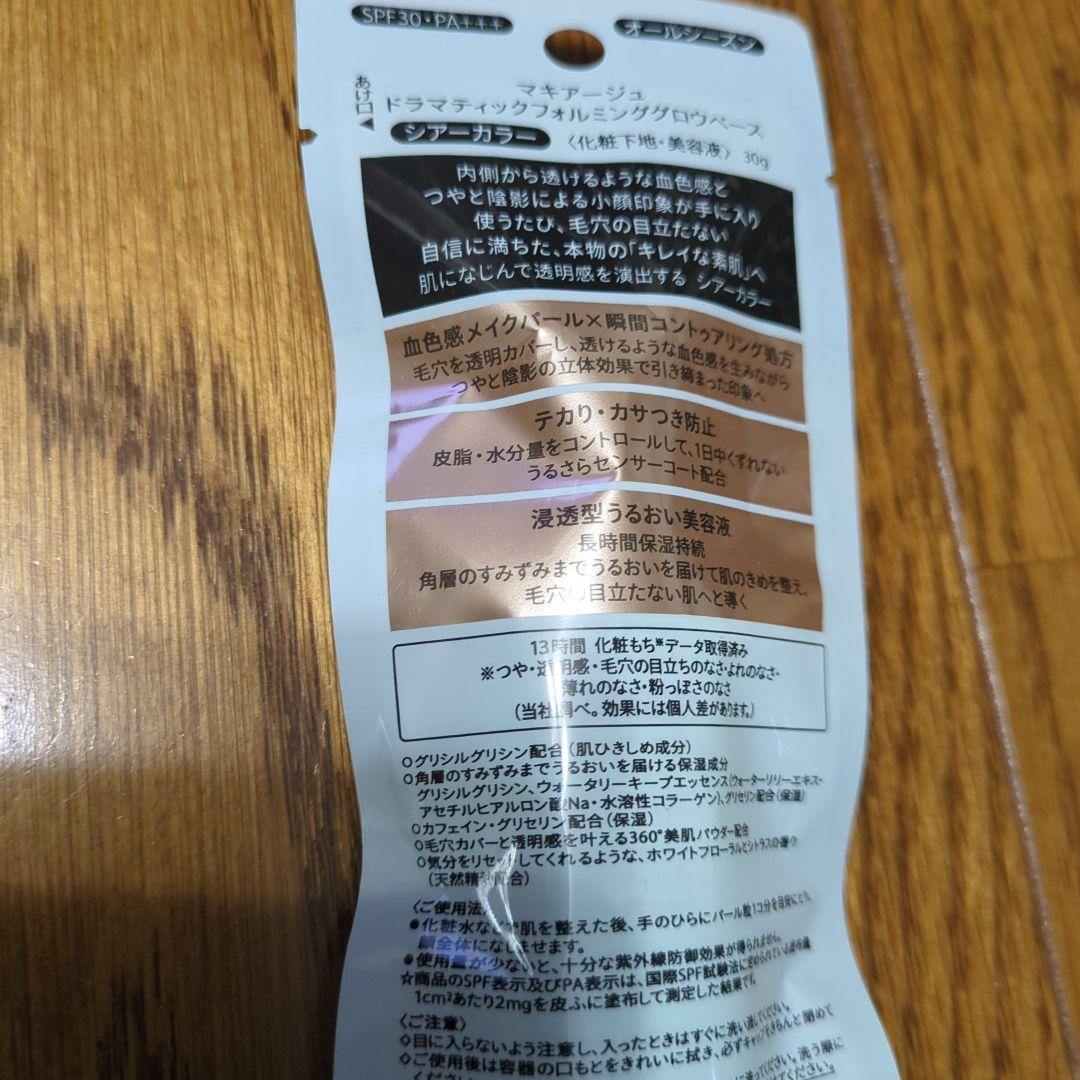 SPF30・PA+++
オールシーズン
あけ口◀
マキアージュ
ドラマティックフォルミンググロウベース
シアーカラー 〈化粧下地・美容液〉 30g
内側から透けるような血色感と
つやと陰影による小顔印象が手に入り
使うたび、毛穴の目立たない
自信に満ちた、本物の「キレイな素肌」へ
肌になじんで透明感を演出する シアーカラー
血色感メイクパール×瞬間コントゥアリング処方
毛穴を透明カバーし、透けるような血色感を生みながら
つやと陰影の立体効果で引き締まった印象へ
テカり・カサつき防止
皮脂・水分量をコントロールして、1日中くずれない
うるさらセンサーコート配合
浸透型うるおい美容液
長時間保湿持続
角層のすみずみまでうるおいを届けて肌のきめを整え、
毛穴の目立たない肌へと導く
13時間 化粧もち※データ取得済み
※つや・透明感・毛穴の目立ちのなさ・よれのなさ・
薄れのなさ・粉っぽさのなさ
(当社調べ。効果には個人差があります。)
○グリシルグリシン配合(肌ひきしめ成分)
○角層のすみずみまでうるおいを届ける保湿成分
グリシルグリシン、ウォータリーキープエッセンス(ウォーターリリーエキス・
アセチルヒアルロン酸Na・水溶性コラーゲン)、グリセリン配合(保湿)
○カフェイン・グリセリン配合(保湿)
○毛穴カバーと透明感を叶える360°美肌パウダー配合
○気分をリセットしてくれるような、ホワイトフローラルとシトラスの香り
(天然精油配合)
〈ご使用法〉
●化粧水などで肌を整えた後、手のひらにパール粒1コ分を目安にとり、
顔全体になじませます。
●使用量が少ないと、十分な紫外線防御効果が得られません。
☆商品のSPF表示及びPA表示は、国際SPF試験法に定められている塗布量
1cm²あたり2mgを皮ふに塗布して測定した結果です。
〈ご注意〉
◇目に入らないよう注意し、入ったときはすぐに洗い流してください。
◇ご使用後は容器の口もとをきれいに拭き、必ずキャップをきちんと閉めて
ください